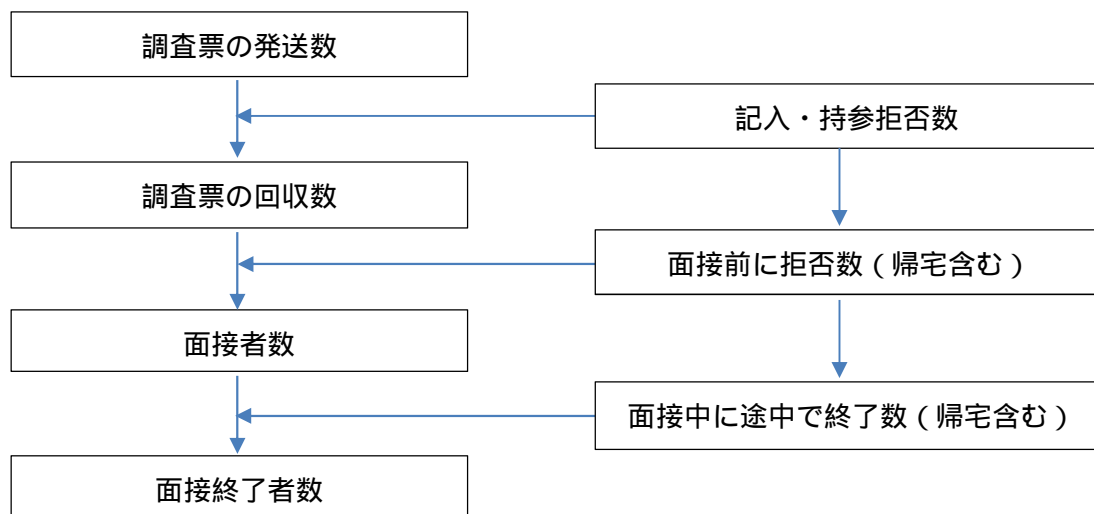 調査票の発送数
記入・持参拒否数
調査票の回収数
面接前に拒否数(帰宅含む)
面接者数
面接中に途中で終了数(帰宅含む)
面接終了者数